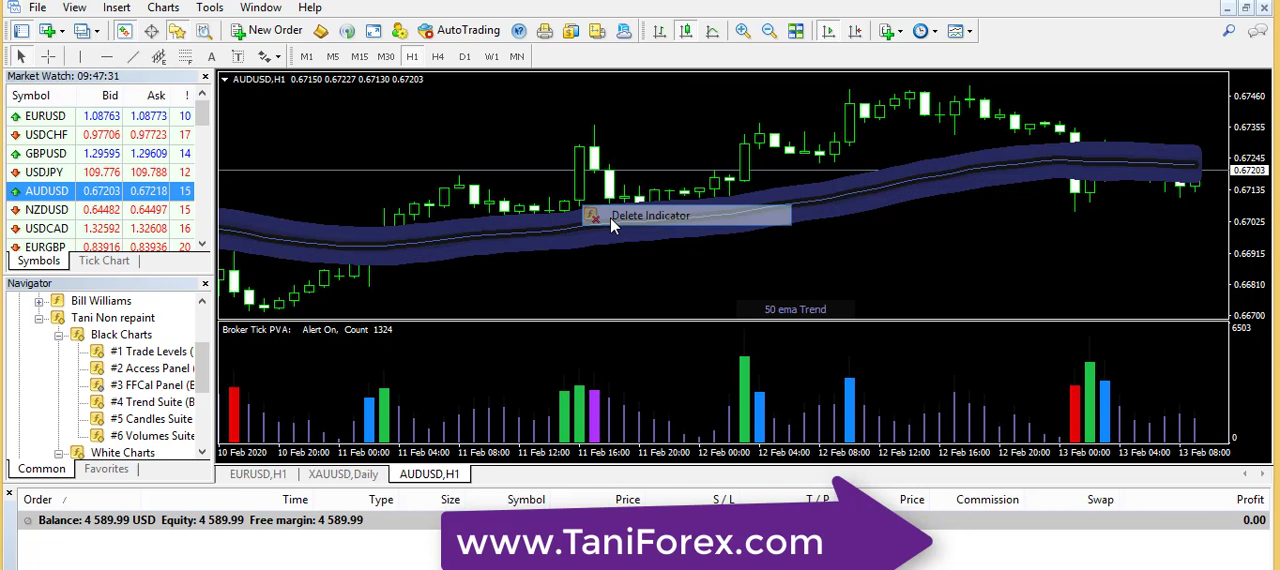 File View Insert Charts Tools Window Help
New Order AutoTrading
A T M1 M5 M15 M30 H1 H4 D1 W1 MN
Market Watch: 09:47:31
Symbol Bid Ask !
EURUSD 1.08763 1.08773 10
USDCHF 0.97706 0.97723 17
GBPUSD 1.29595 1.29609 14
USDJPY 109.776 109.788 12
AUDUSD 0.67203 0.67218 15
NZDUSD 0.64482 0.64497 15
USDCAD 1.32592 1.32608 16
EURGBP 0.83916 0.83936 20
Symbols Tick Chart
Navigator
Bill Williams
Tani Non repaint
Black Charts
#1 Trade Levels (
#2 Access Panel (
#3 FFCal Panel (E
#4 Trend Suite (B
#5 Candles Suite
#6 Volumes Suite
White Charts
Common Favorites
AUDUSD,H1 0.67150 0.67227 0.67130 0.67203
Delete Indicator
50 ema Trend
0.67460
0.67355
0.67245
0.67203
0.67135
0.67025
0.66915
0.66810
0.66700
Broker Tick PVA: Alert On, Count 1324
6503
0
10 Feb 2020 10 Feb 20:00 11 Feb 00:00 11 Feb 04:00 11 Feb 08:00 11 Feb 12:00 11 Feb 16:00 11 Feb 20:00 12 Feb 00:00 12 Feb 04:00 12 Feb 08:00 12 Feb 12:00 12 Feb 16:00 12 Feb 20:00 13 Feb 00:00 13 Feb 04:00 13 Feb 08:00
EURUSD,H1 XAUUSD,Daily AUDUSD,H1
Order / Time Type Size Symbol Price S / L T / P Price Commission Swap Profit
Balance: 4 589.99 USD Equity: 4 589.99 Free margin: 4 589.99 0.00
www.TaniForex.com